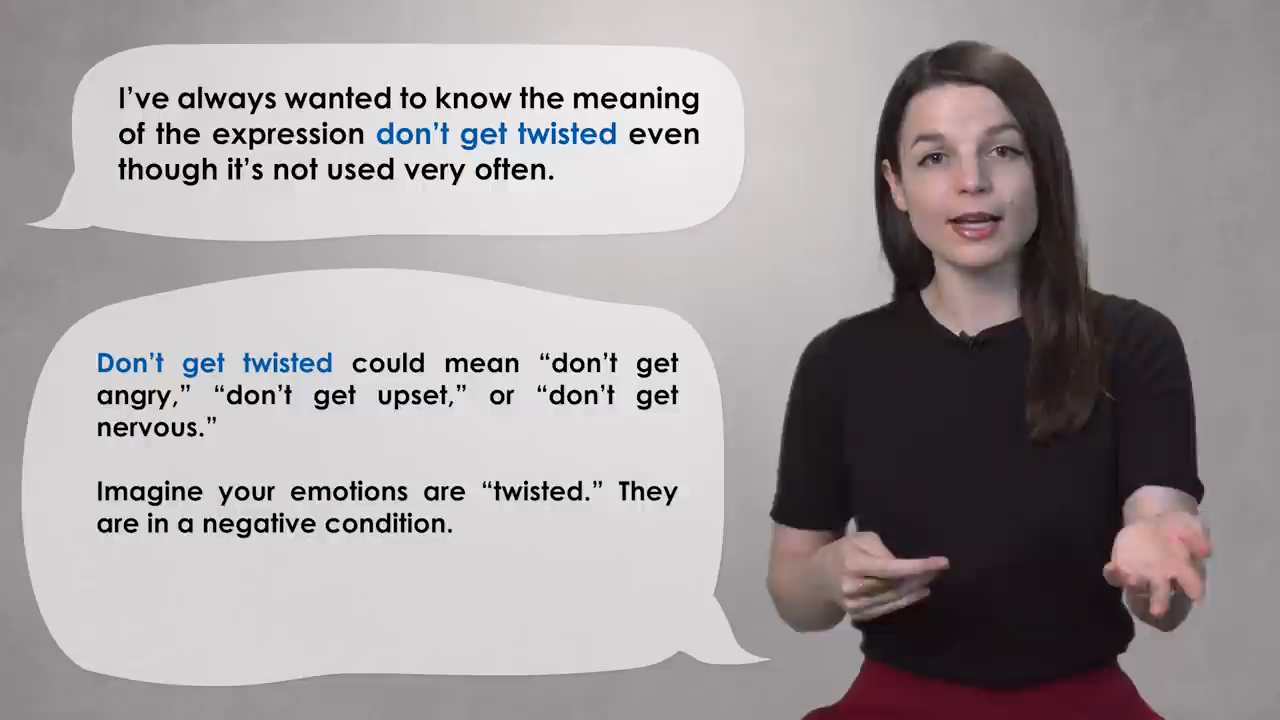 I’ve always wanted to know the meaning
of the expression don’t get twisted even
though it’s not used very often.
Don’t get twisted could mean “don’t get
angry,” “don’t get upset,” or “don’t get
nervous.”
Imagine your emotions are “twisted.” They
are in a negative condition.